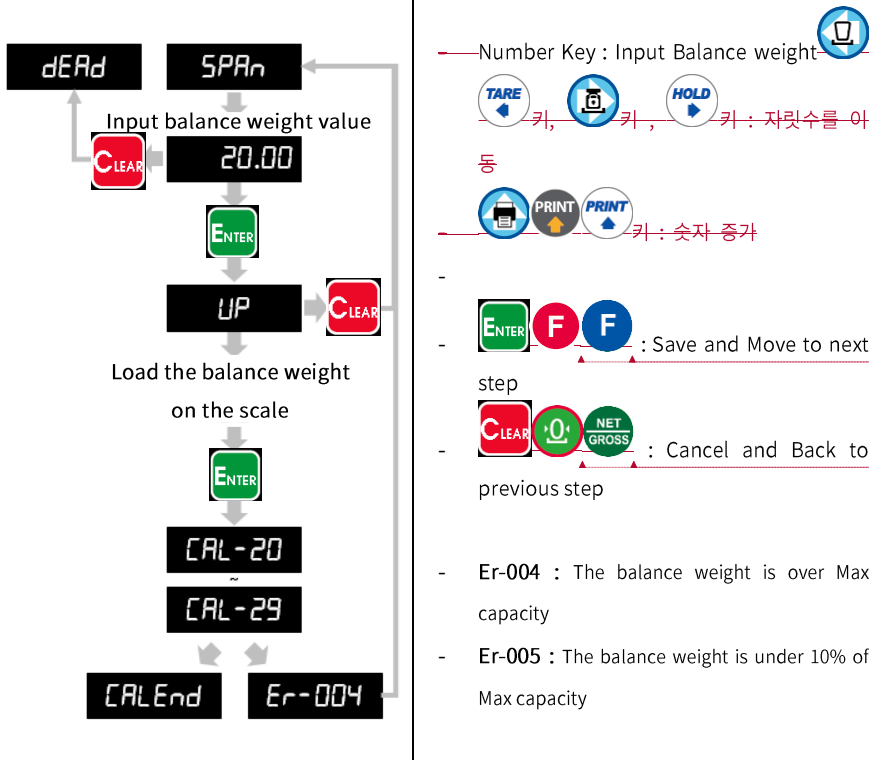 dEAd
SPAn
Input balance weight value
CLEAR
20.00
ENTER
UP
CLEAR
Load the balance weight
on the scale
ENTER
CAL-20
~
CAL-29
CALEnd
Er-004
- Number Key : Input Balance weight
TARE 키, 키 , HOLD 키 : 자릿수를 이
동
- PRINT PRINT 키 : 숫자 증가
-
- ENTER F F : Save and Move to next
step
- CLEAR 0 NET GROSS : Cancel and Back to
previous step
- Er-004 : The balance weight is over Max
capacity
- Er-005 : The balance weight is under 10% of
Max capacity